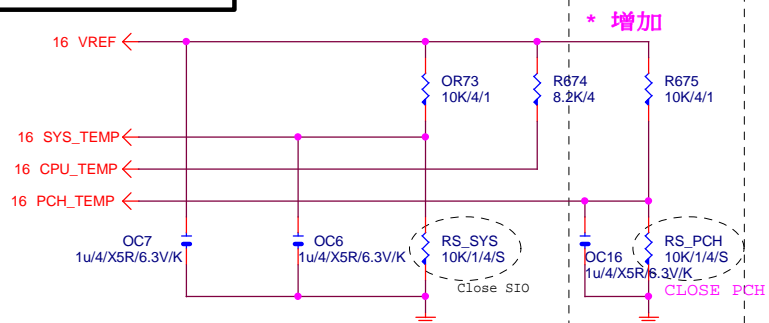 * 增加
16 VREF
OR73
10K/4/1
R674
8.2K/4
R675
10K/4/1
16 SYS_TEMP
16 CPU_TEMP
16 PCH_TEMP
OC7
1u/4/X5R/6.3V/K
OC6
1u/4/X5R/6.3V/K
RS_SYS
10K/1/4/S
Close SIO
OC16
1u/4/X5R/6.3V/K
RS_PCH
10K/1/4/S
CLOSE PCH